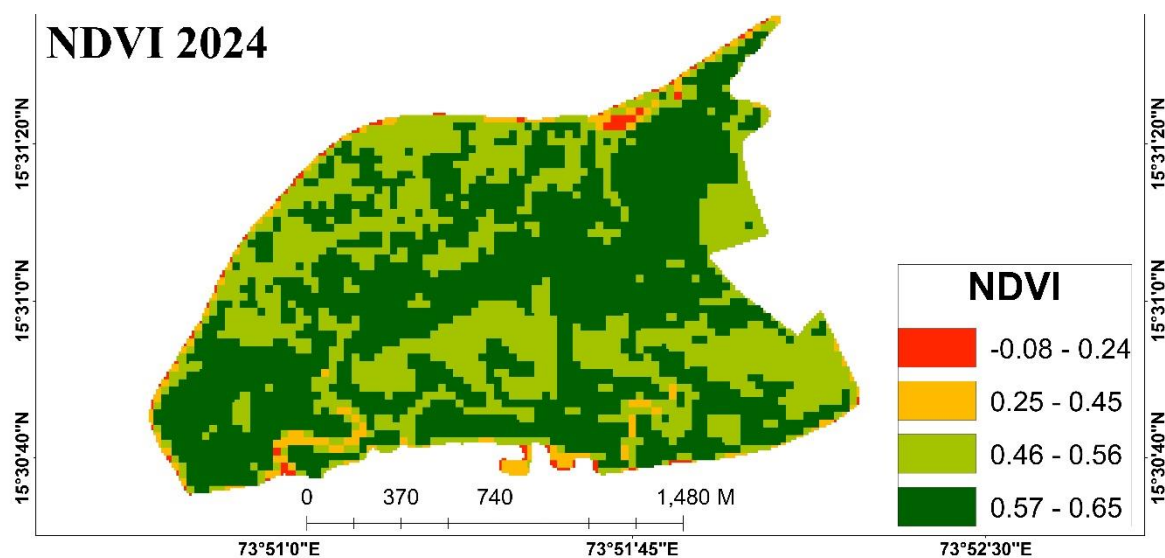 NDVI 2024
15°31'20"N
15°31'20"N
15°31'0"N
15°31'0"N
NDVI
-0.08 - 0.24
0.25 - 0.45
0.46 - 0.56
0.57 - 0.65
15°30'40"N
15°30'40"N
0 370 740 1,480 M
73°51'0"E 73°51'45"E 73°52'30"E